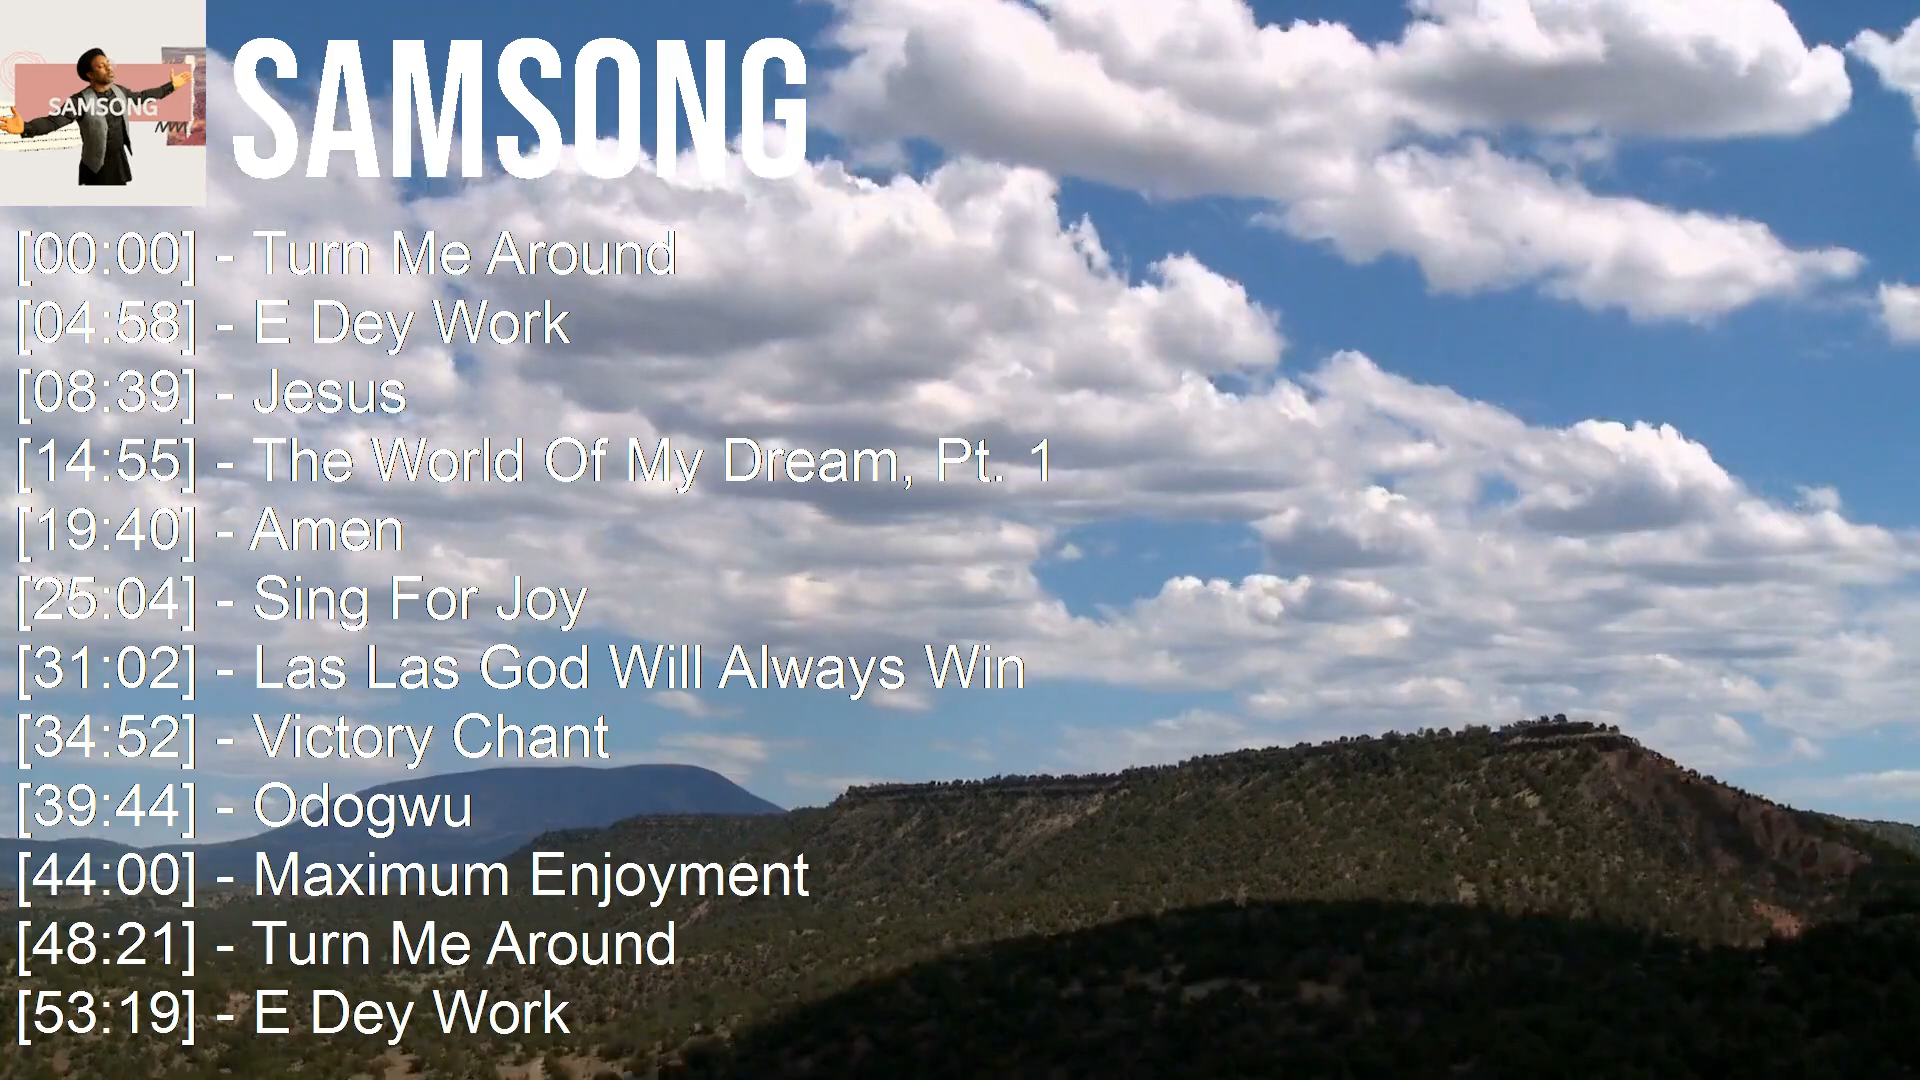 SAMSONG
SAMSONG
[00:00] - Turn Me Around
[04:58] - E Dey Work
[08:39] - Jesus
[14:55] - The World Of My Dream, Pt. 1
[19:40] - Amen
[25:04] - Sing For Joy
[31:02] - Las Las God Will Always Win
[34:52] - Victory Chant
[39:44] - Odogwu
[44:00] - Maximum Enjoyment
[48:21] - Turn Me Around
[53:19] - E Dey Work